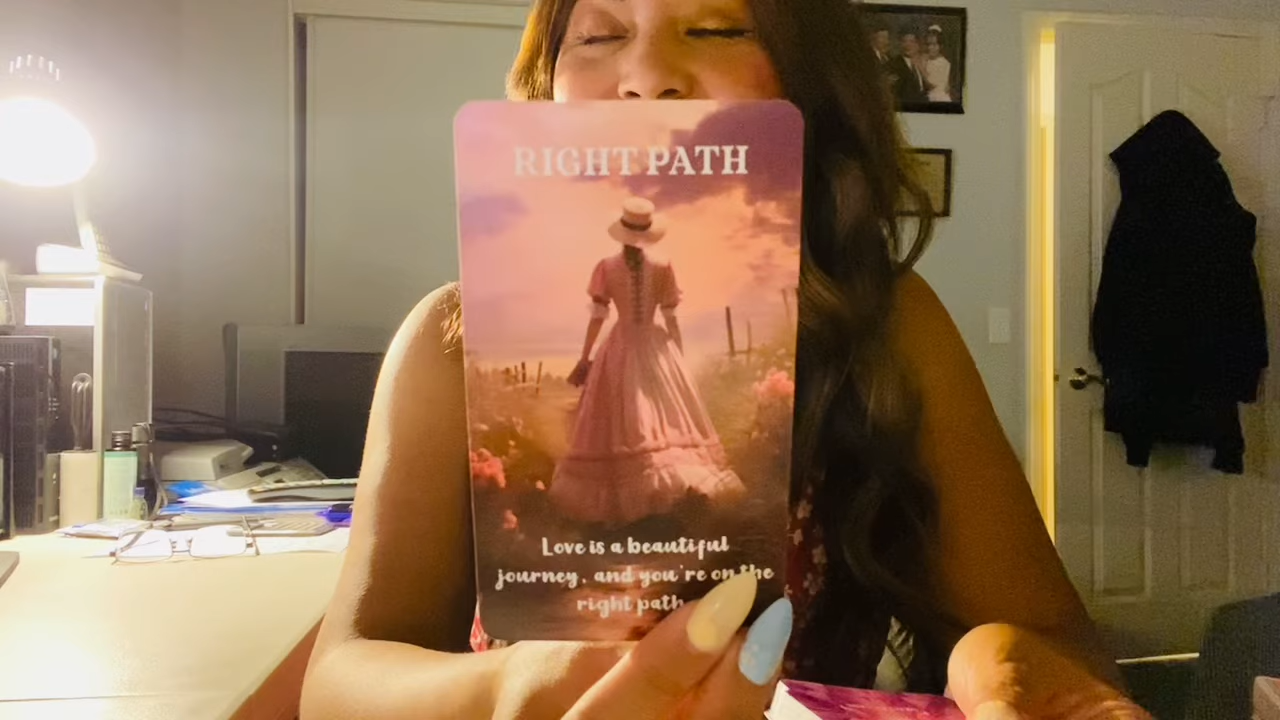 RIGHT PATH
Love is a beautiful
journey, and you're on the
right path